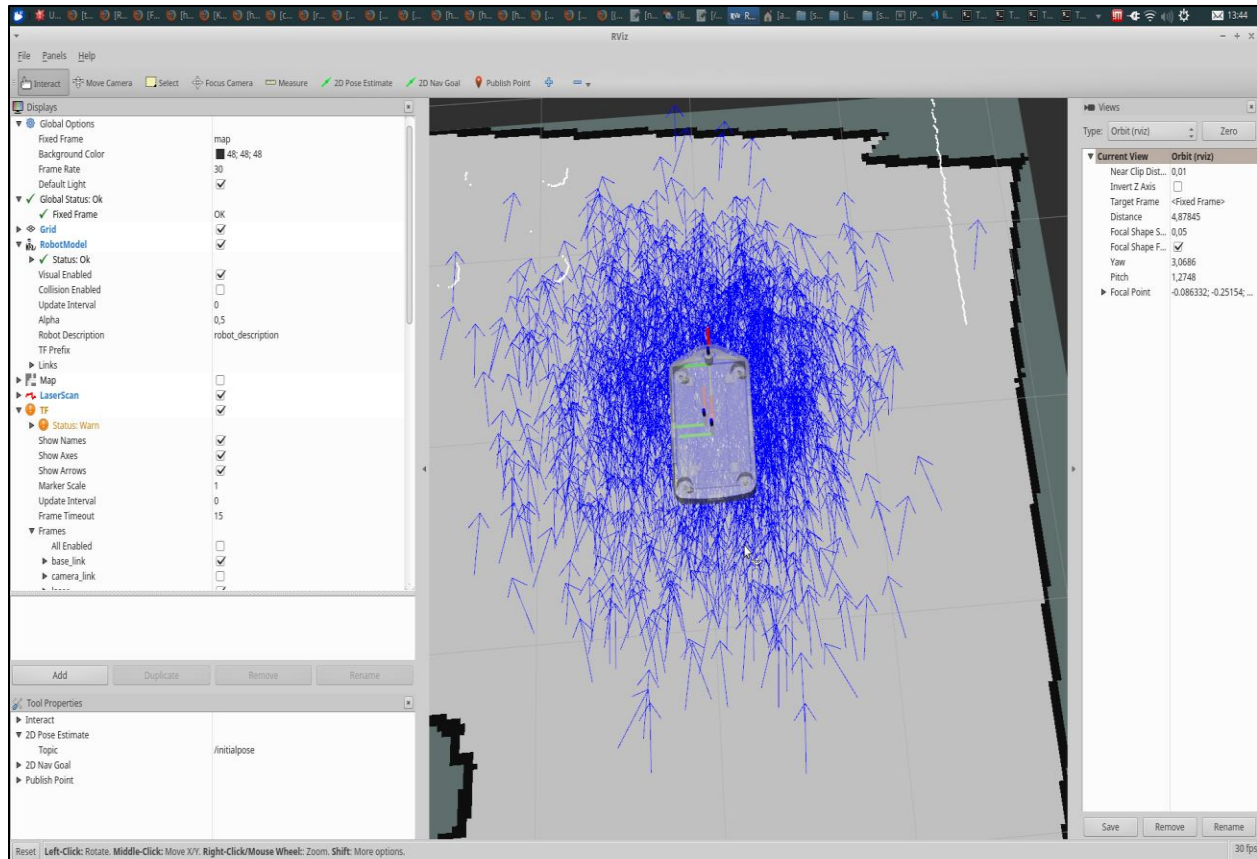 U... [t... [R... [F... [h... [K... [h... [c... [r... [... [... [... [h... [h... [h... [c... [... [(... [n... [li... [/... R... [a... [s... [i... [s... [P... li... T... T... T... T... 13:44
RViz
File Panels Help
Interact Move Camera Select Focus Camera Measure 2D Pose Estimate 2D Nav Goal Publish Point
Displays
Global Options
Fixed Frame map
Background Color 48; 48; 48
Frame Rate 30
Default Light
Global Status: Ok
Fixed Frame OK
Grid
RobotModel
Status: Ok
Visual Enabled
Collision Enabled
Update Interval 0
Alpha 0,5
Robot Description robot_description
TF Prefix
Links
Map
LaserScan
TF
Status: Warn
Show Names
Show Axes
Show Arrows
Marker Scale 1
Update Interval 0
Frame Timeout 15
Frames
All Enabled
base_link
camera_link
Add Duplicate Remove Rename
Tool Properties
Interact
2D Pose Estimate
Topic /initialpose
2D Nav Goal
Publish Point
Views
Type: Orbit (rviz) Zero
Current View Orbit (rviz)
Near Clip Dist... 0,01
Invert Z Axis
Target Frame <Fixed Frame>
Distance 4,87845
Focal Shape S... 0,05
Focal Shape F...
Yaw 3,0686
Pitch 1,2748
Focal Point -0.086332; -0.25154; ...
Save Remove Rename
Reset Left-Click: Rotate. Middle-Click: Move X/Y. Right-Click/Mouse Wheel:: Zoom. Shift: More options. 30 fps